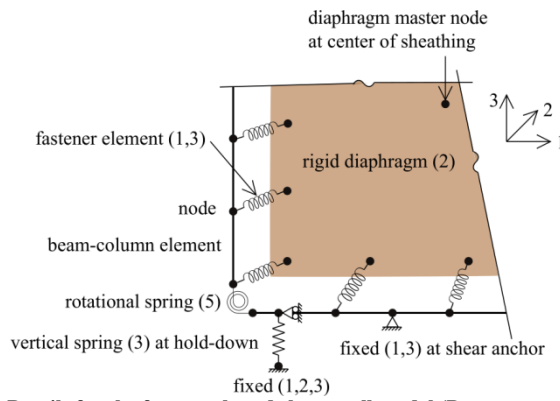 diaphragm master node
at center of sheathing
3
2
fastener element (1,3)
rigid diaphragm (2)
node
beam-column element
rotational spring (5)
vertical spring (3) at hold-down
fixed (1,3) at shear anchor
fixed (1,2,3)